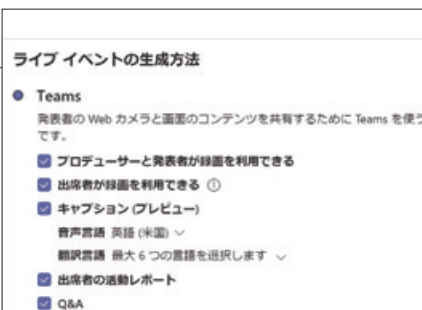 ライブ イベントの生成方法
Teams
発表者の Web カメラと画面のコンテンツを共有するために Teams を使う
です。
プロデューサーと発表者が録画を利用できる
出席者が録画を利用できる
キャプション (プレビュー)
音声言語 英語 (米国)
翻訳言語 最大 6 つの言語を選択します
出席者の活動レポート
Q&A